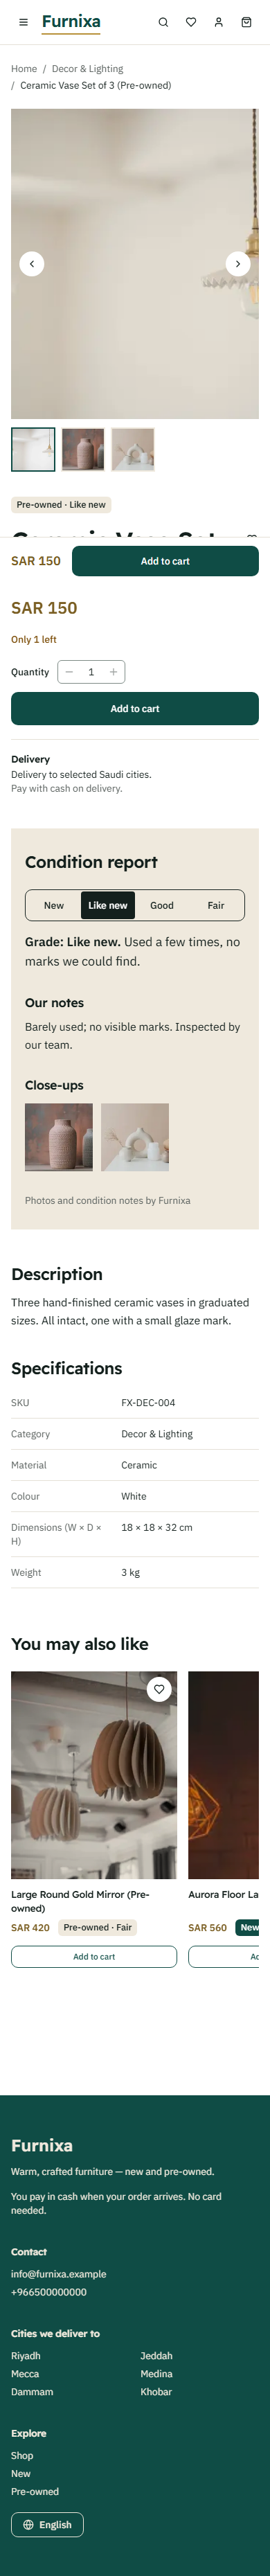 Furnixa
Home / Decor & Lighting
/ Ceramic Vase Set of 3 (Pre-owned)
Pre-owned · Like new
SAR 150
Add to cart
SAR 150
Only 1 left
Quantity
1
Add to cart
Delivery
Delivery to selected Saudi cities.
Pay with cash on delivery.
Condition report
New Like new Good Fair
Grade: Like new. Used a few times, no
marks we could find.
Our notes
Barely used; no visible marks. Inspected by
our team.
Close-ups
Photos and condition notes by Furnixa
Description
Three hand-finished ceramic vases in graduated
sizes. All intact, one with a small glaze mark.
Specifications
SKU FX-DEC-004
Category Decor & Lighting
Material Ceramic
Colour White
Dimensions (W × D × 18 × 18 × 32 cm
H)
Weight 3 kg
You may also like
Large Round Gold Mirror (Pre-
owned)
SAR 420 Pre-owned · Fair
Add to cart
Aurora Floor La
SAR 560 New
Ad
Furnixa
Warm, crafted furniture — new and pre-owned.
You pay in cash when your order arrives. No card
needed.
Contact
info@furnixa.example
+966500000000
Cities we deliver to
Riyadh Jeddah
Mecca Medina
Dammam Khobar
Explore
Shop
New
Pre-owned
English